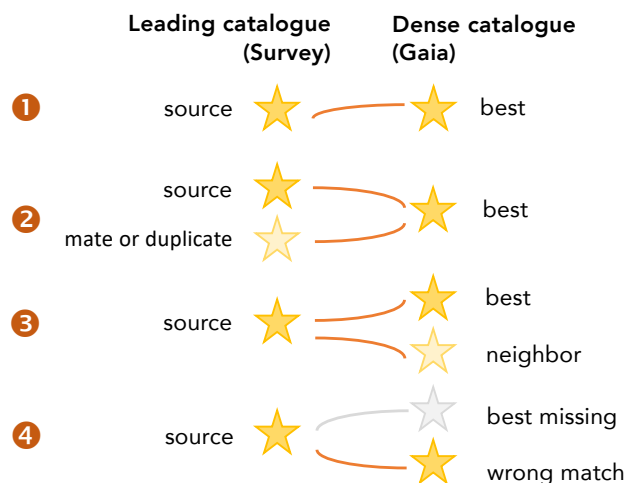 Leading catalogue
(Survey)
Dense catalogue
(Gaia)
1
source
best
2
source
mate or duplicate
best
3
source
best
neighbor
4
source
best missing
wrong match